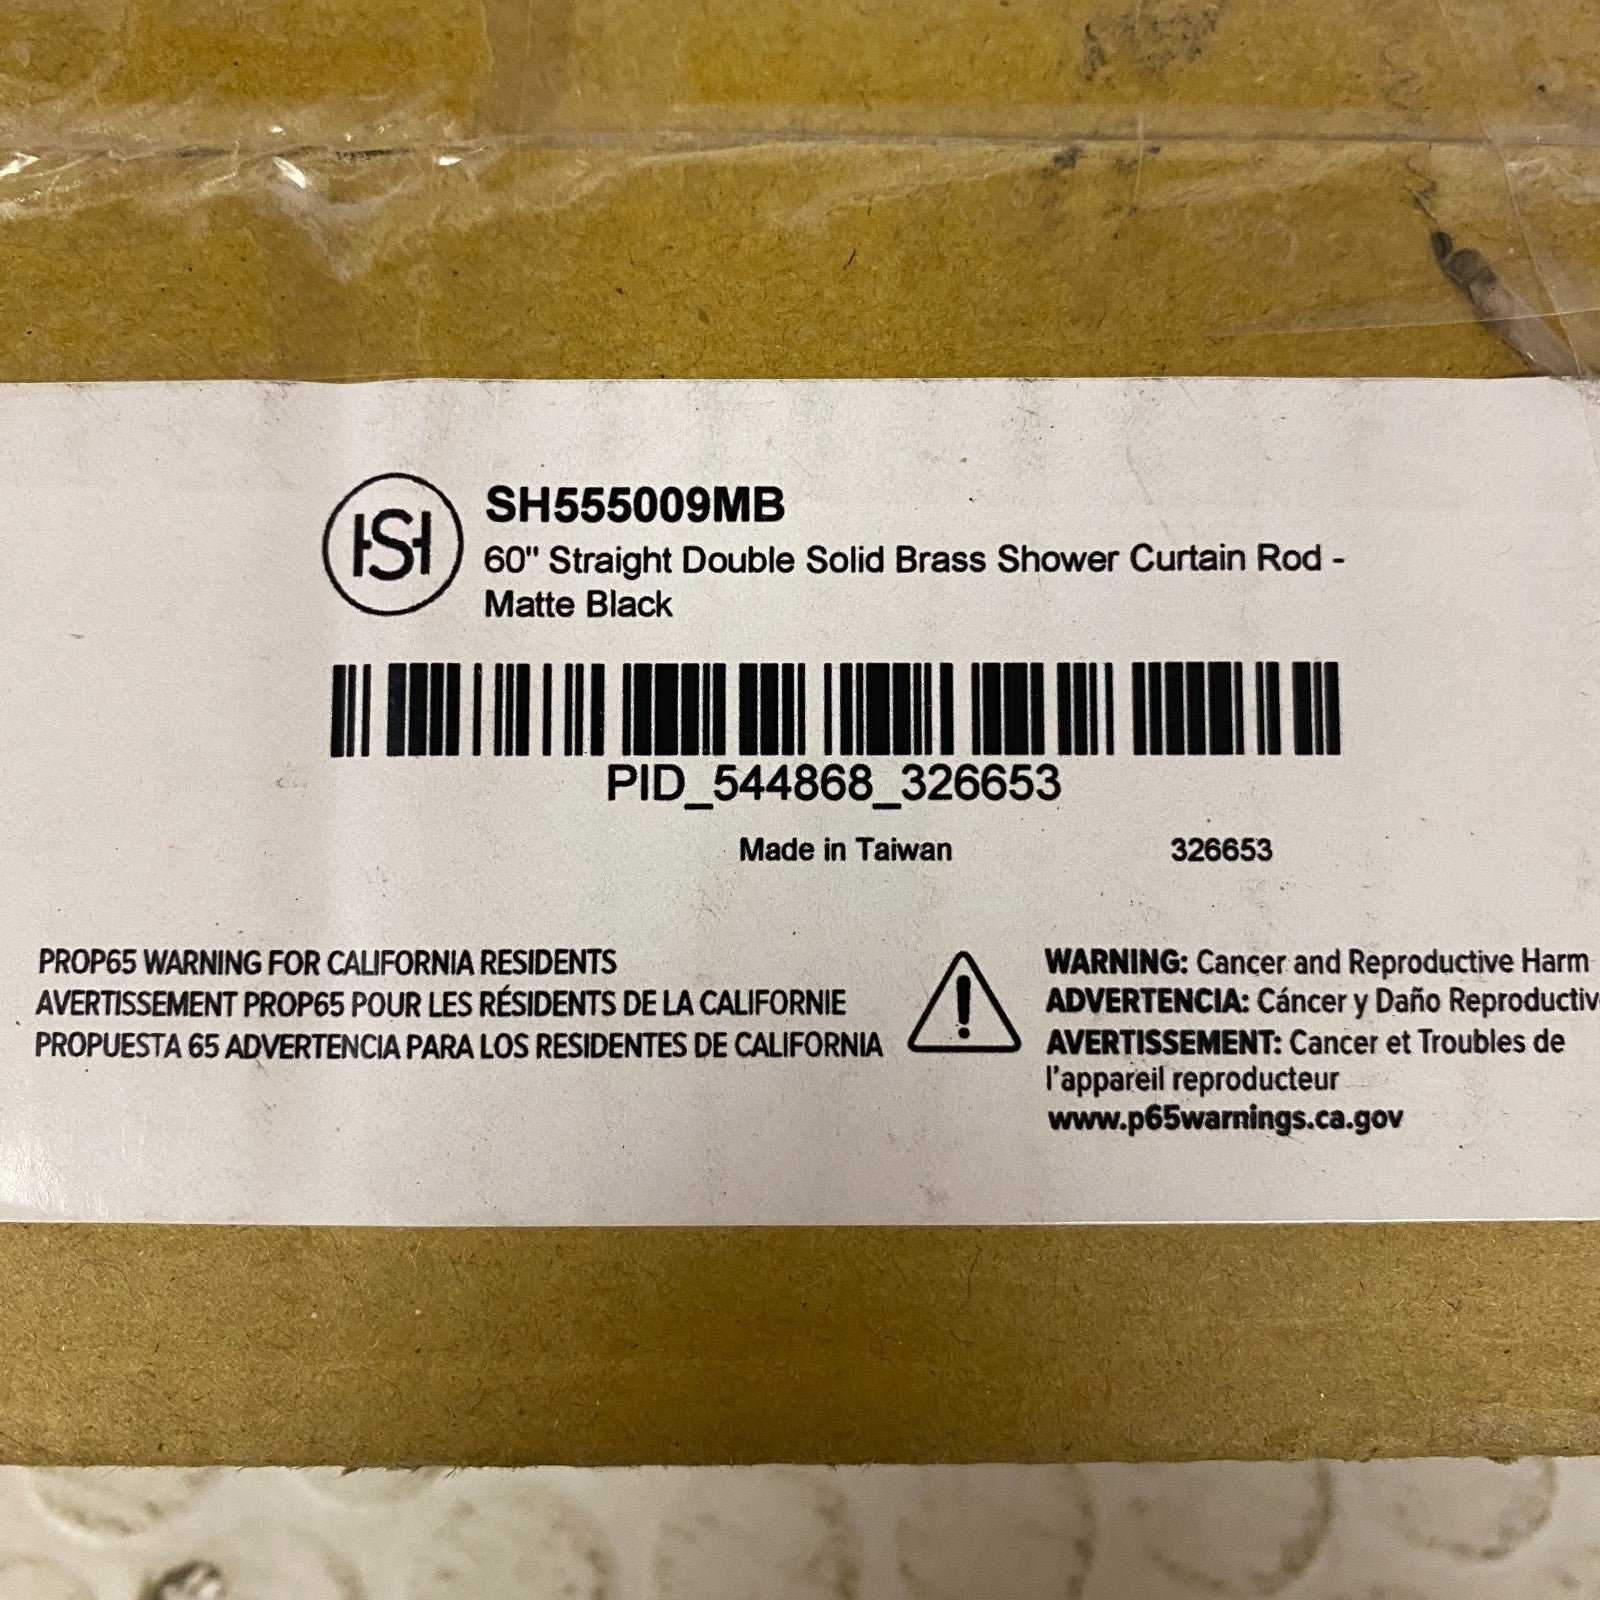 HSH
SH555009MB
60" Straight Double Solid Brass Shower Curtain Rod -
Matte Black
PID_544868_326653
Made in Taiwan 326653
PROP65 WARNING FOR CALIFORNIA RESIDENTS
AVERTISSEMENT PROP65 POUR LES RÉSIDENTS DE LA CALIFORNIE
PROPUESTA 65 ADVERTENCIA PARA LOS RESIDENTES DE CALIFORNIA
WARNING: Cancer and Reproductive Harm
ADVERTENCIA: Cáncer y Daño Reproductiv
AVERTISSEMENT: Cancer et Troubles de
l'appareil reproducteur
www.p65warnings.ca.gov